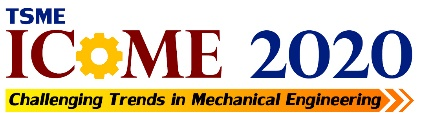 TSME
ICoME 2020
Challenging Trends in Mechanical Engineering